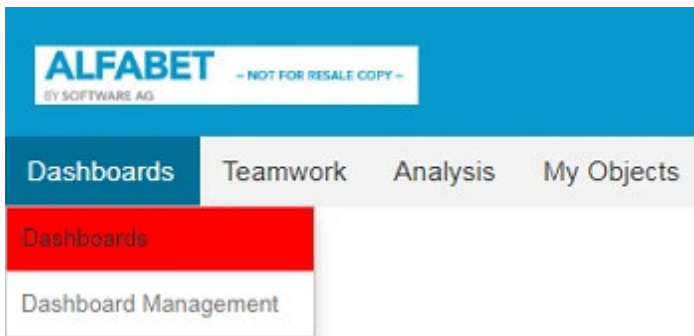 ALFABET – NOT FOR RESALE COPY –
BY SOFTWARE AG
Dashboards Teamwork Analysis My Objects
Dashboards
Dashboard Management